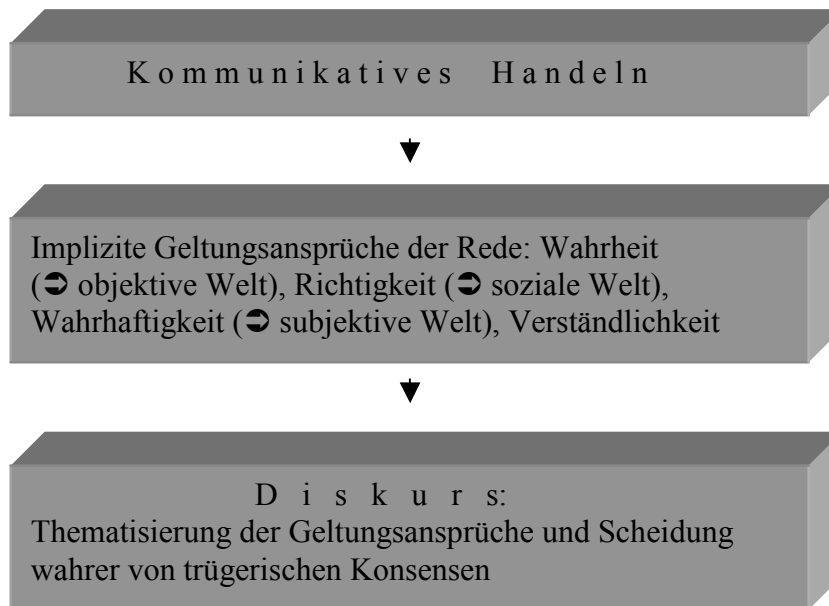 Kommunikatives Handeln
Implizite Geltungsansprüche der Rede: Wahrheit
(➲ objektive Welt), Richtigkeit (➲ soziale Welt),
Wahrhaftigkeit (➲ subjektive Welt), Verständlichkeit
Diskurs:
Thematisierung der Geltungsansprüche und Scheidung
wahrer von trügerischen Konsensen